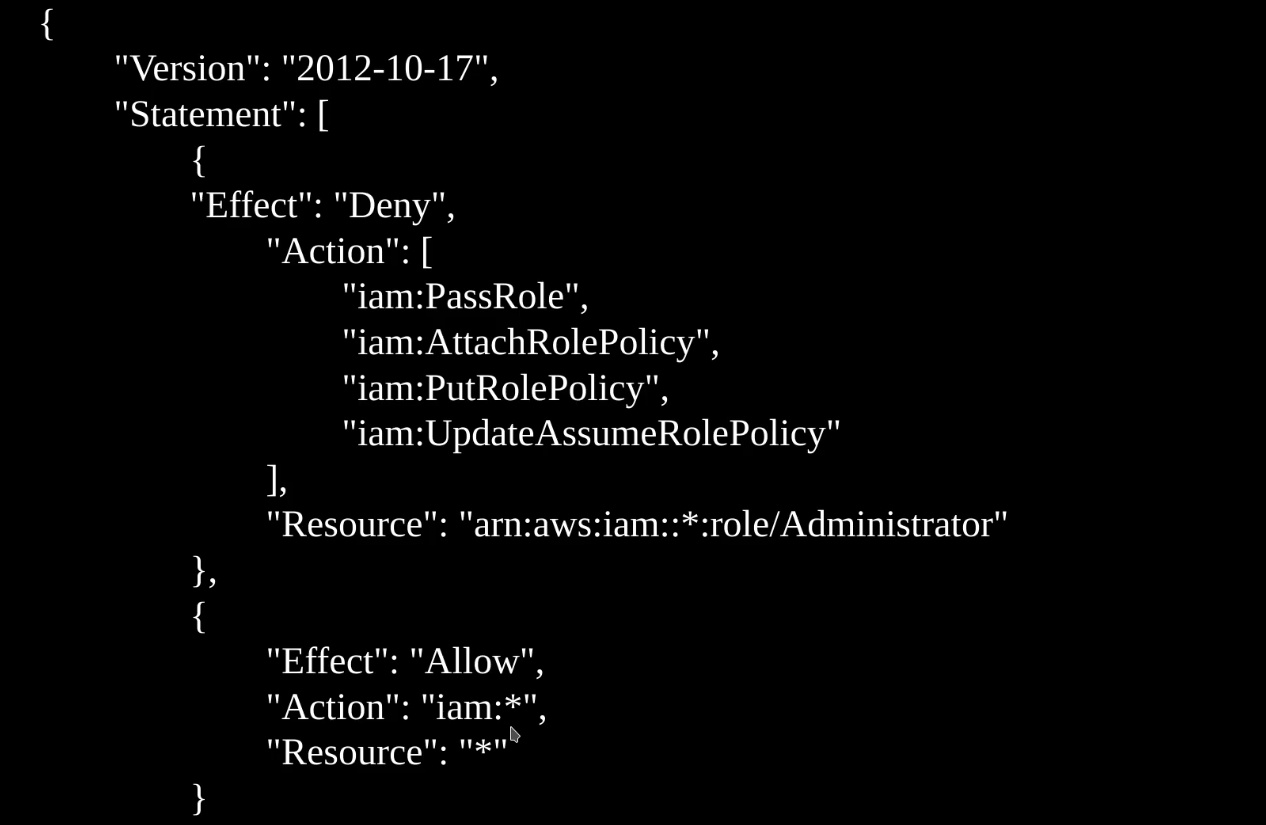 {
"Version": "2012-10-17",
"Statement": [
{
"Effect": "Deny",
"Action": [
"iam:PassRole",
"iam:AttachRolePolicy",
"iam:PutRolePolicy",
"iam:UpdateAssumeRolePolicy"
],
"Resource": "arn:aws:iam::*:role/Administrator"
},
{
"Effect": "Allow",
"Action": "iam:*",
"Resource": "*"
}